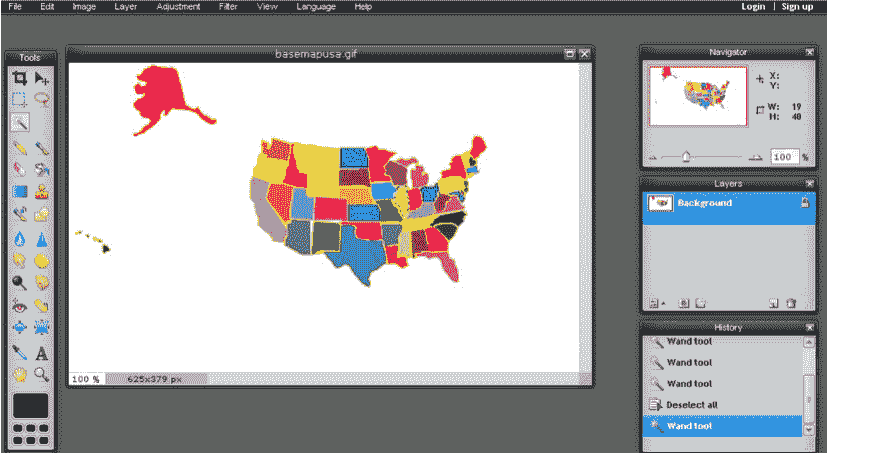 File Edit Image Layer Adjustment Filter View Language Help Login | Sign up
Tools
basemapusa.gif
100 % 625x379 px
Navigator
X:
Y:
W: 19
H: 40
100 %
Layers
Background
History
Wand tool
Wand tool
Wand tool
Deselect all
Wand tool